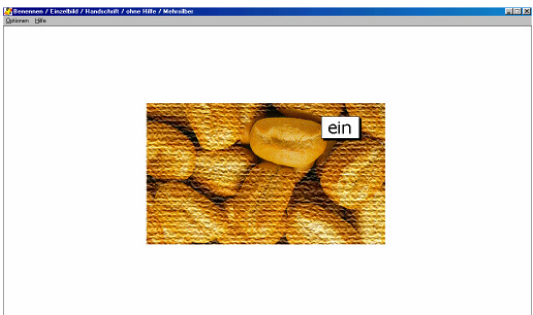 Benennen / Einzelbild / Handschrift / ohne Hilfe / Mehrsilber
Optionen Hilfe
ein